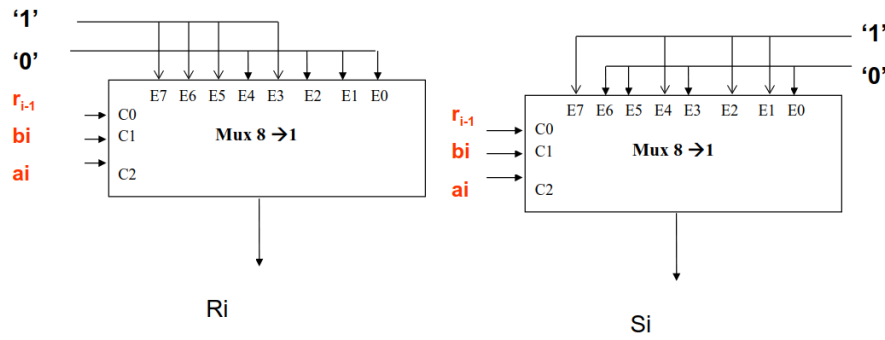 ‘1’
‘0’
E7 E6 E5 E4 E3 E2 E1 E0
r i-1
C0
bi
C1
Mux 8 →1
ai
C2
Ri
‘1’
‘0’
E7 E6 E5 E4 E3 E2 E1 E0
r i-1
C0
bi
C1
Mux 8 →1
ai
C2
Si